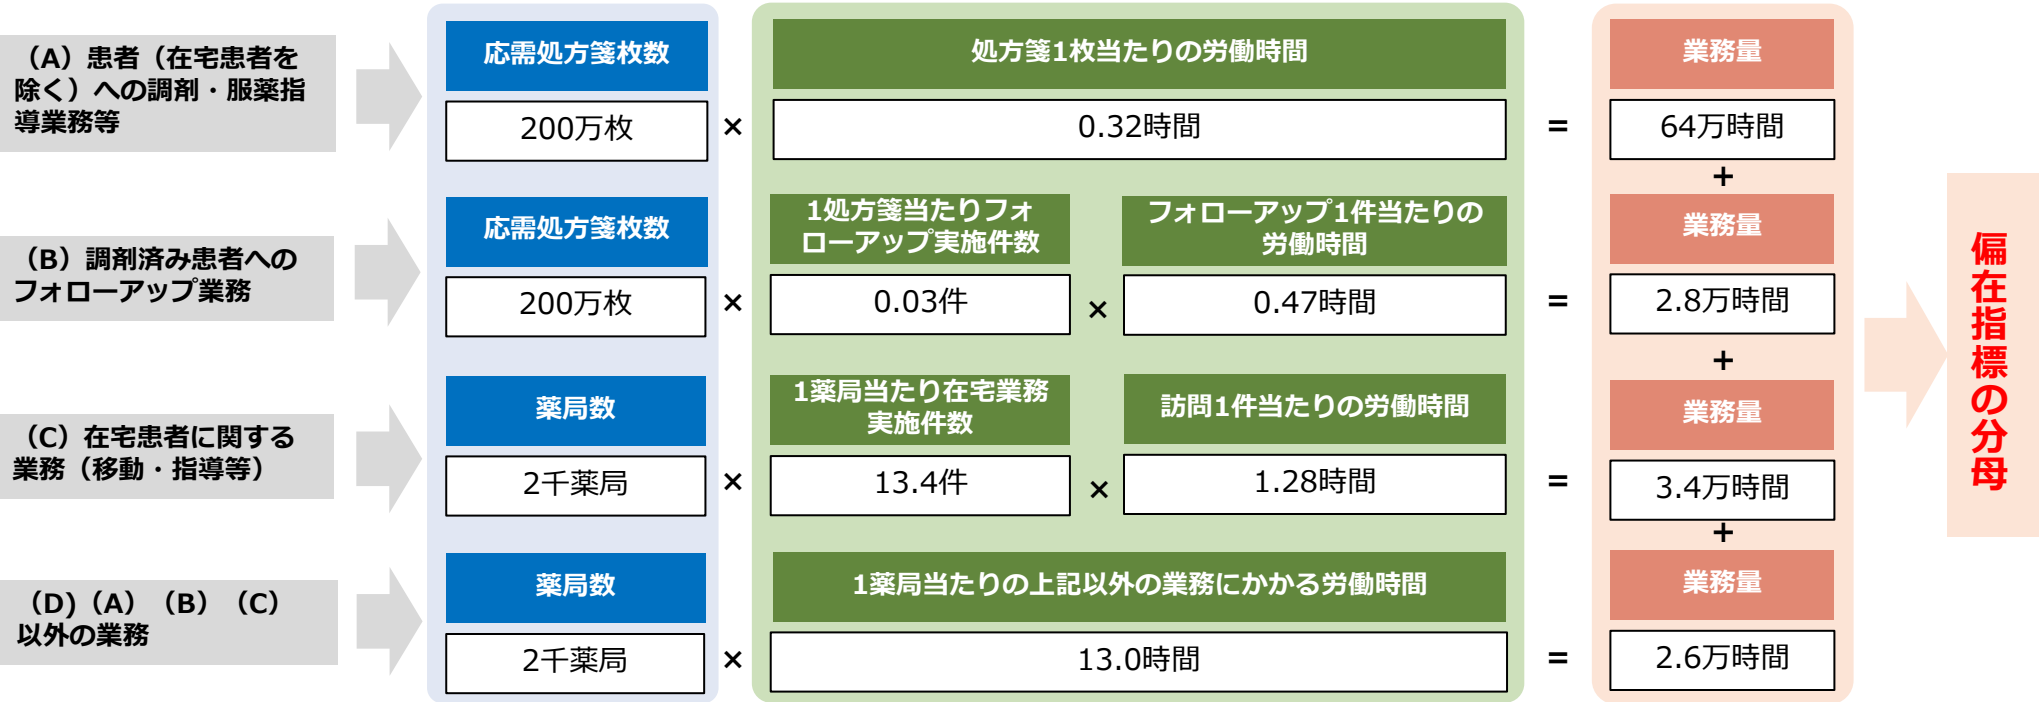 （A）患者（在宅患者を
除く）への調剤・服薬指
導業務等
応需処方箋枚数
200万枚
×
処方箋1枚当たりの労働時間
0.32時間
=
業務量
64万時間
+
（B）調剤済み患者への
フォローアップ業務
応需処方箋枚数
200万枚
×
1処方箋当たりフォ
ローアップ実施件数
0.03件
×
フォローアップ1件当たりの
労働時間
0.47時間
=
業務量
2.8万時間
+
（C）在宅患者に関する
業務（移動・指導等）
薬局数
2千薬局
×
1薬局当たり在宅業務
実施件数
13.4件
×
訪問1件当たりの労働時間
1.28時間
=
業務量
3.4万時間
+
（D)（A）（B）（C）
以外の業務
薬局数
2千薬局
×
1薬局当たりの上記以外の業務にかかる労働時間
13.0時間
=
業務量
2.6万時間
偏在指標の分母